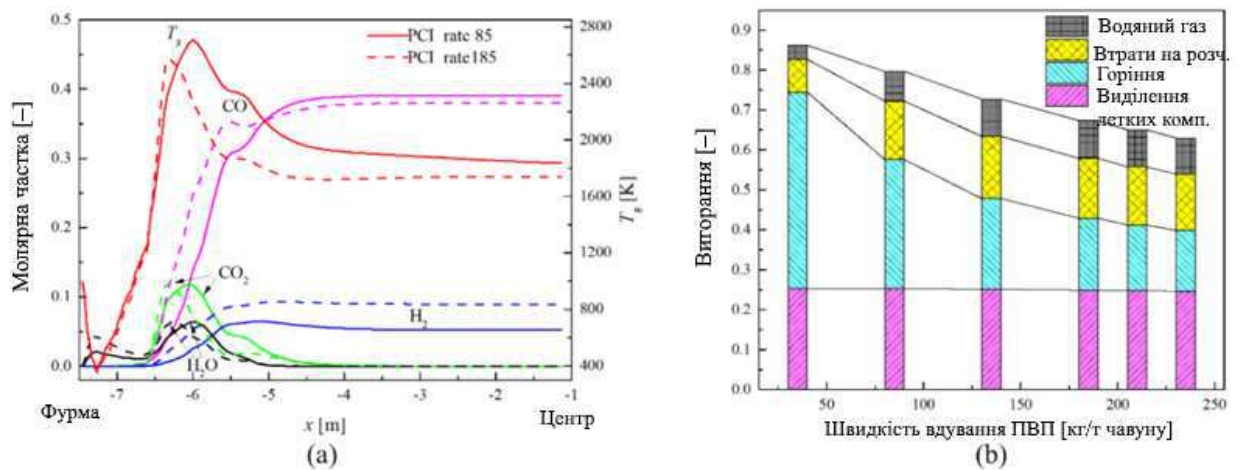 (a)
0.5
0.4
0.3
0.2
0.1
0.0
Молярна частка [–]
T_g
PCI rate 85
PCI rate185
CO
CO₂
H₂
H₂O
2800
2400
2000
1600
1200
800
400
T_g [K]
-7
-6
-5
-4
-3
-2
-1
Фурма
x [m]
Центр
(a)
(b)
0.9
0.8
0.7
0.6
0.5
0.4
0.3
0.2
0.1
0.0
Вигорання [–]
Водяний газ
Втрати на розч.
Горіння
Виділення
летких комп.
50
100
150
200
250
Швидкість вдування ПВП [кг/т чавуну]
(b)